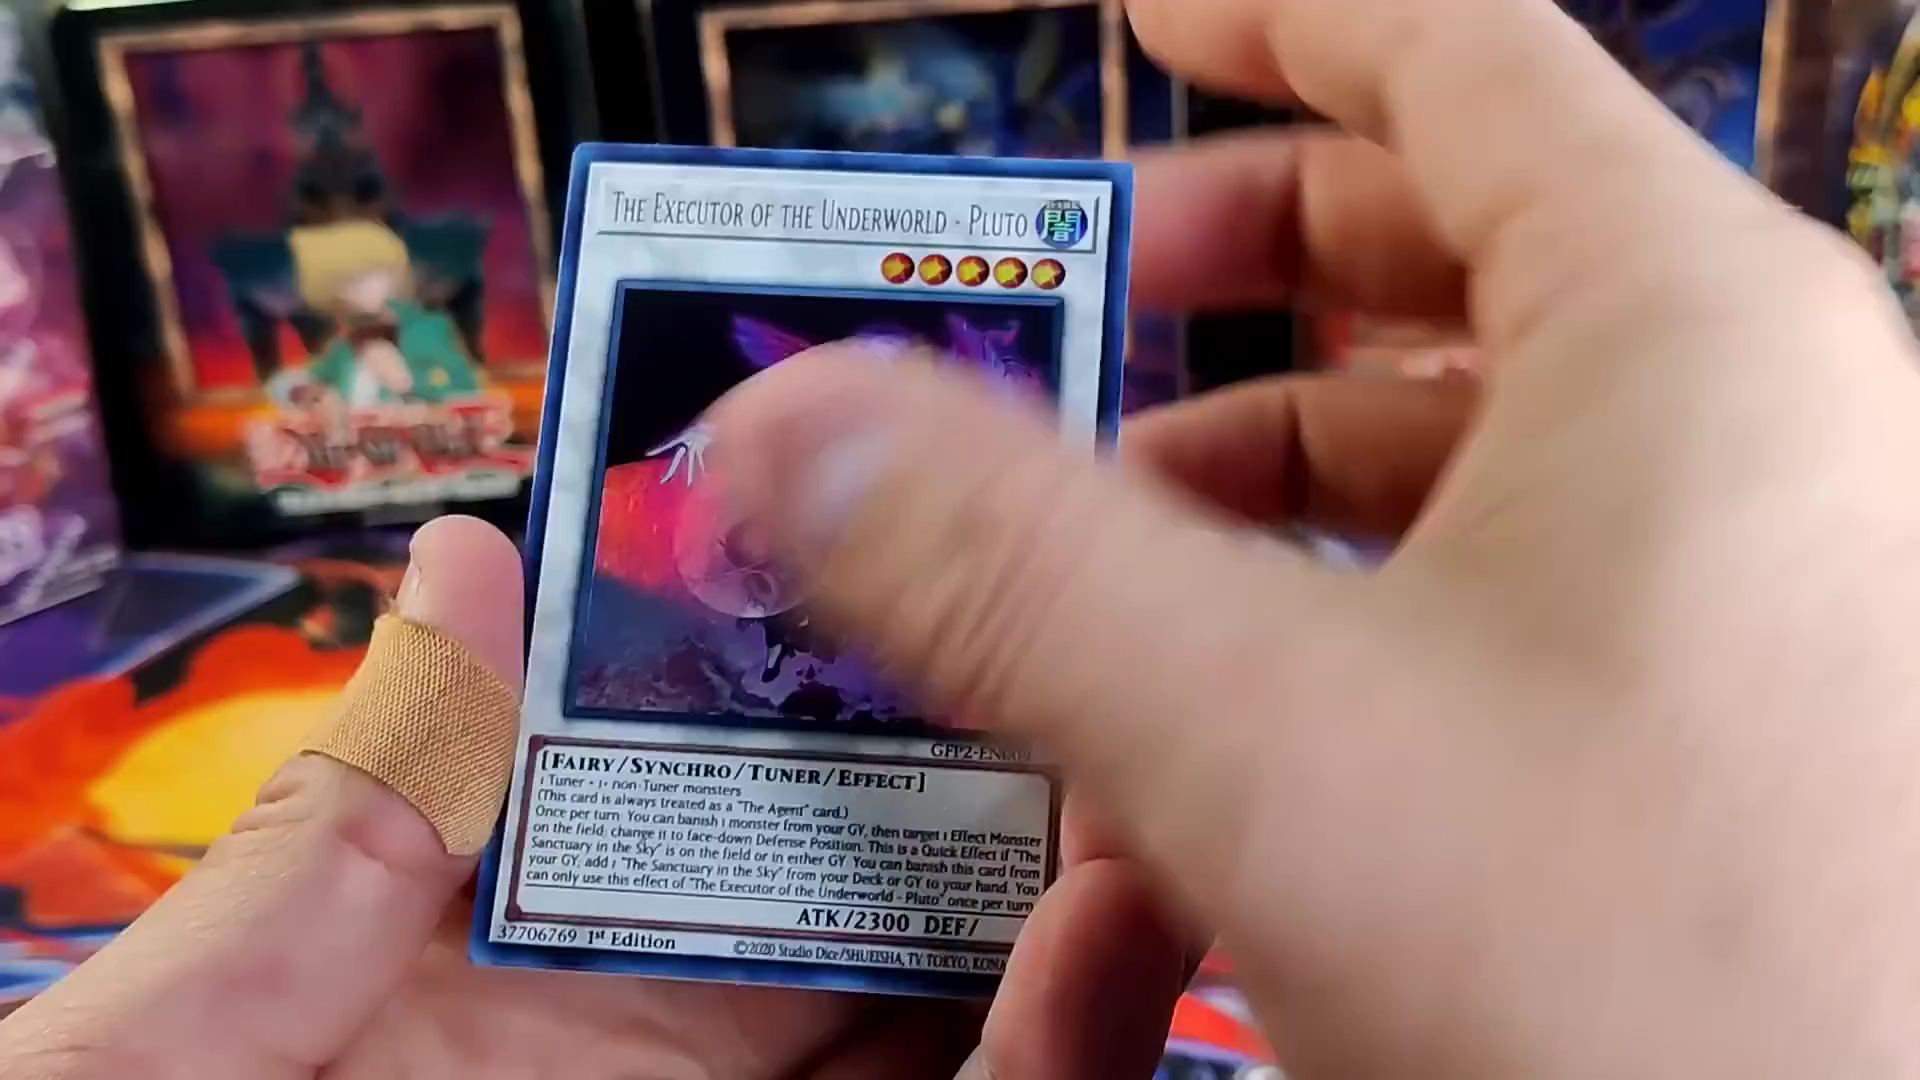 THE EXECUTOR OF THE UNDERWORLD - PLUTO
DARK
闇
GFP2-EN
[FAIRY/SYNCHRO/TUNER/EFFECT]
1 Tuner + 1+ non-Tuner monsters
(This card is always treated as a "The Agent" card.)
Once per turn: You can banish 1 monster from your GY, then target 1 Effect Monster
on the field; change it to face-down Defense Position. This is a Quick Effect if "The
Sanctuary in the Sky" is on the field or in either GY. You can banish this card from
your GY; add 1 "The Sanctuary in the Sky" from your Deck or GY to your hand. You
can only use this effect of "The Executor of the Underworld - Pluto" once per turn
ATK/2300 DEF/
37706769 1st Edition
©2020 Studio Dice/SHUEISHA, TV TOKYO, KONA